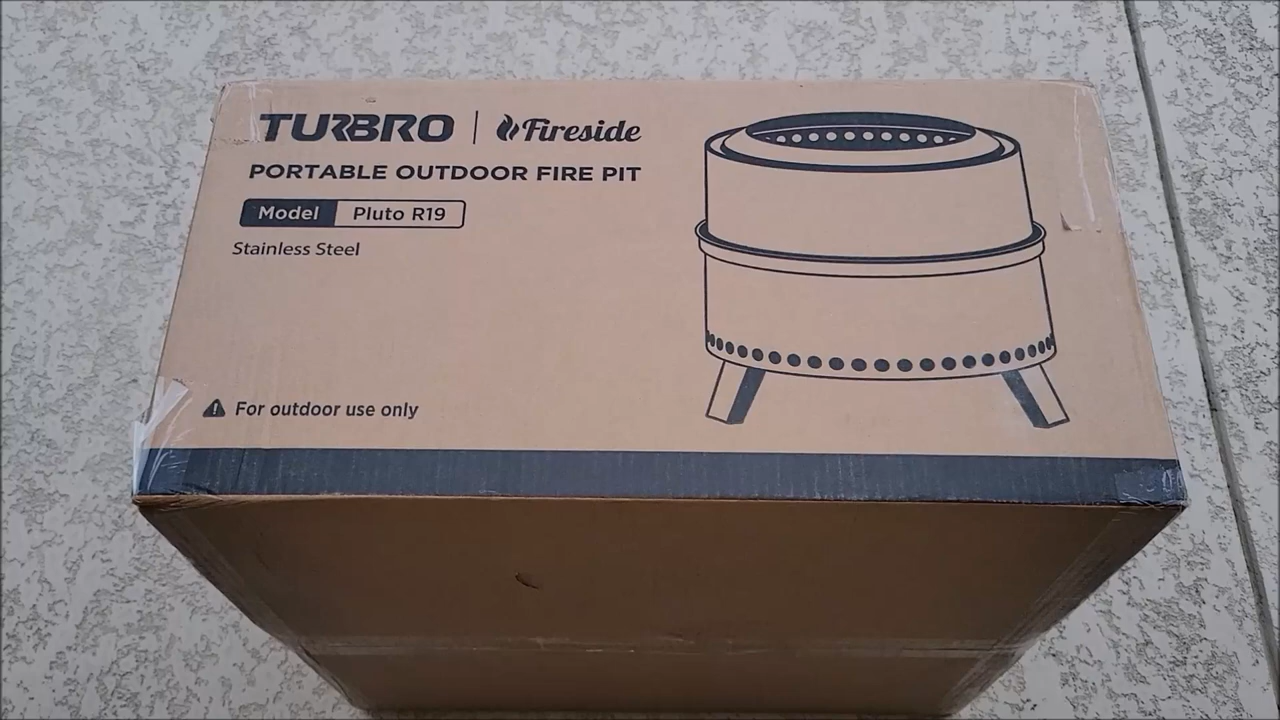 TURBRO | Fireside
PORTABLE OUTDOOR FIRE PIT
Model Pluto R19
Stainless Steel
For outdoor use only